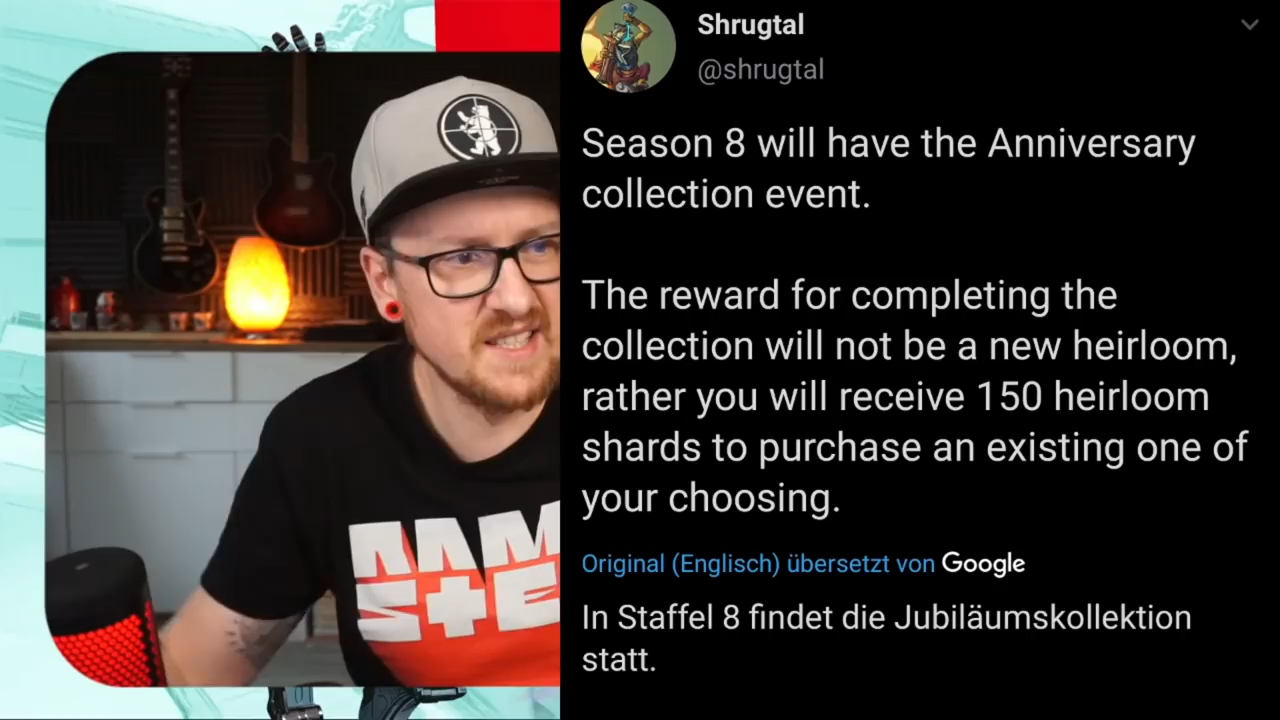 Shrugtal
@shrugtal
Season 8 will have the Anniversary
collection event.
The reward for completing the
collection will not be a new heirloom,
rather you will receive 150 heirloom
shards to purchase an existing one of
your choosing.
Original (Englisch) übersetzt von Google
In Staffel 8 findet die Jubiläumskollektion
statt.
RAMM
STE